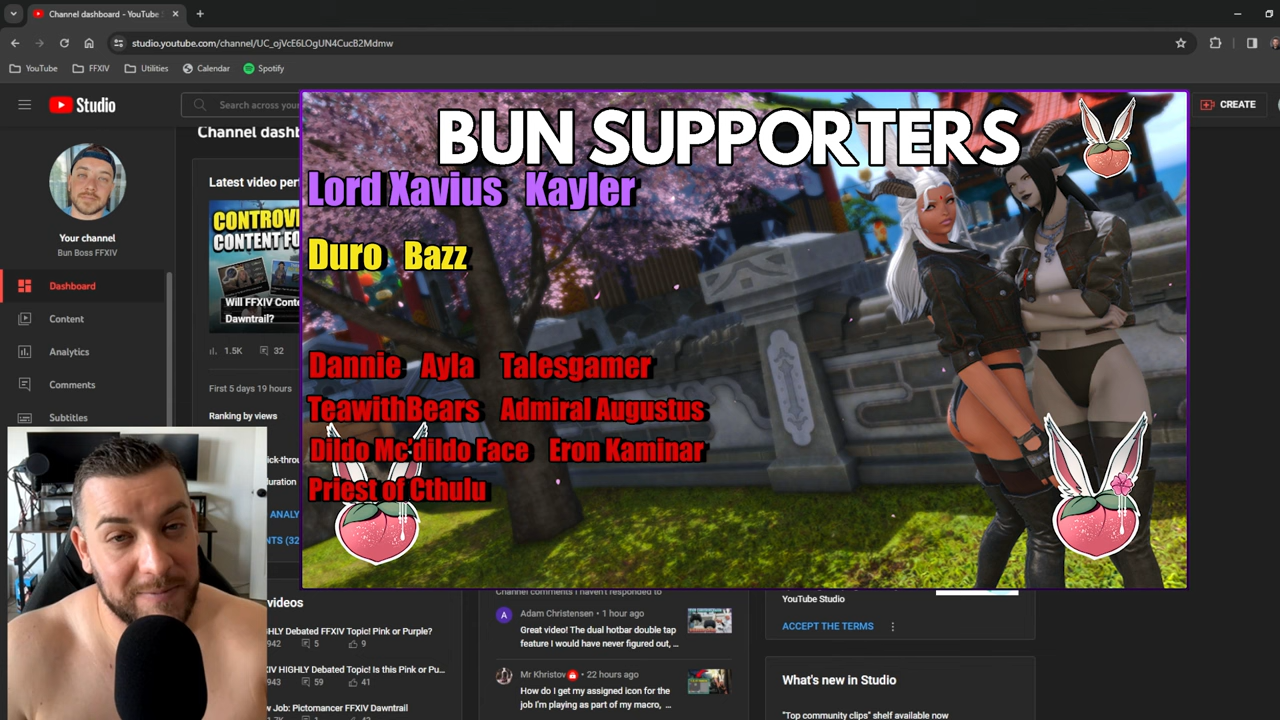 Channel dashboard - YouTube
studio.youtube.com/channel/UC_ojVcE6LOgUN4CucB2Mdmw
YouTube FFXIV Utilities Calendar Spotify
Studio
Search across your
CREATE
Channel dashb
Your channel
Bun Boss FFXIV
Dashboard
Content
Analytics
Comments
Subtitles
Latest video per
CONTROV
CONTENT FO
Will FFXIV Conte
Dawntrail?
1.5K 32
First 5 days 19 hours
Ranking by views
ick-throu
duration
ANALY
NTS (32
BUN SUPPORTERS
Lord Xavius Kayler
Duro Bazz
Dannie Ayla Talesgamer
TeawithBears Admiral Augustus
Dildo Mc'dildo Face Eron Kaminar
Priest of Cthulu
videos
HLY Debated FFXIV Topic! Pink or Purple?
942 5 9
XIV HIGHLY Debated Topic! Is this Pink or Pu...
943 59 41
w Job: Pictomancer FFXIV Dawntrail
Channel comments I haven't responded to
A
Adam Christensen • 1 hour ago
Great video! The dual hotbar double tap
feature I would have never figured out, ...
Mr Khristov • 22 hours ago
How do I get my assigned icon for the
job I'm playing as part of my macro, ...
YouTube Studio
ACCEPT THE TERMS
What's new in Studio
"Top community clips" shelf available now